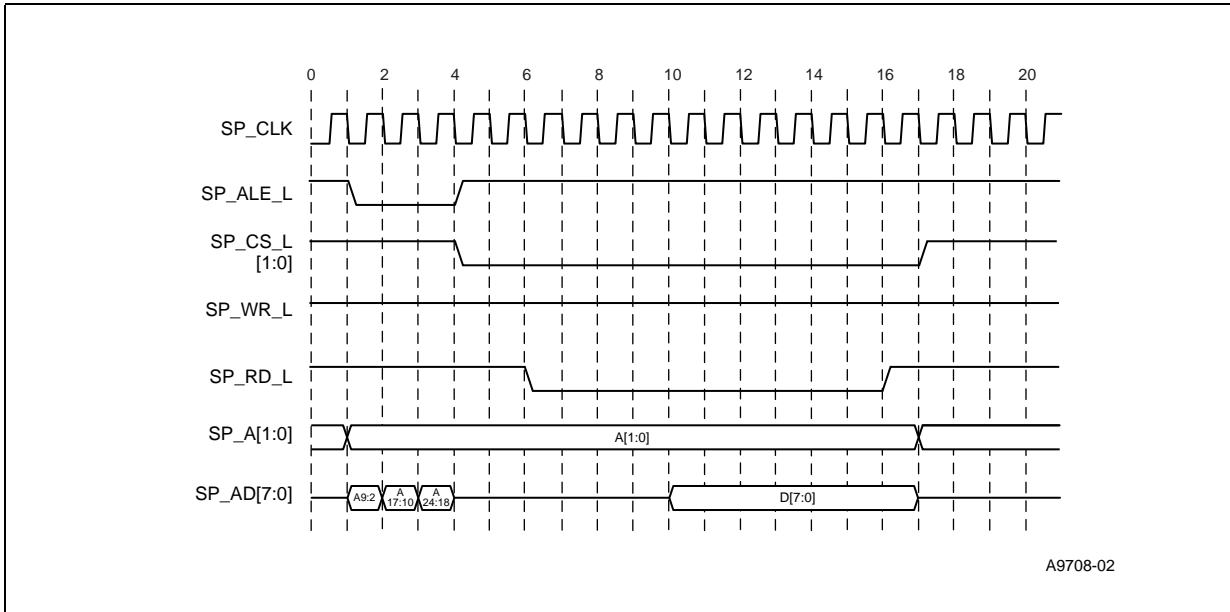 0 2 4 6 8 10 12 14 16 18 20
SP_CLK
SP_ALE_L
SP_CS_L
[1:0]
SP_WR_L
SP_RD_L
SP_A[1:0] A[1:0]
SP_AD[7:0] A9:2 A 17:10 A 24:18 D[7:0]
A9708-02